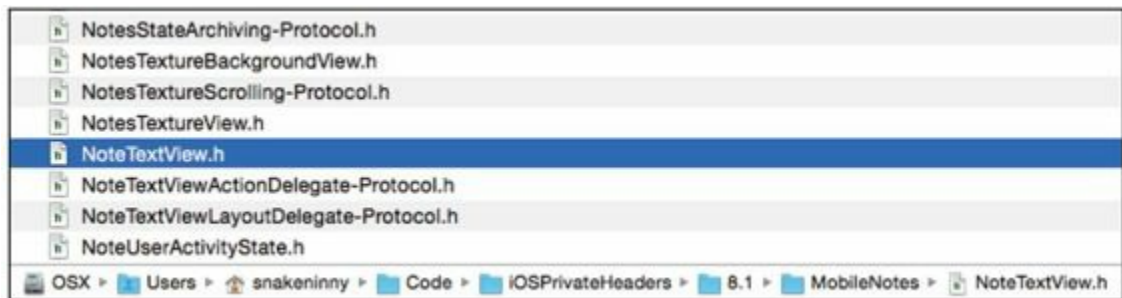 NotesStateArchiving-Protocol.h
NotesTextureBackgroundView.h
NotesTextureScrolling-Protocol.h
NotesTextureView.h
NoteTextView.h
NoteTextViewActionDelegate-Protocol.h
NoteTextViewLayoutDelegate-Protocol.h
NoteUserActivityState.h
OSX ▸ Users ▸ snakeninny ▸ Code ▸ iOSPrivateHeaders ▸ 8.1 ▸ MobileNotes ▸ NoteTextView.h